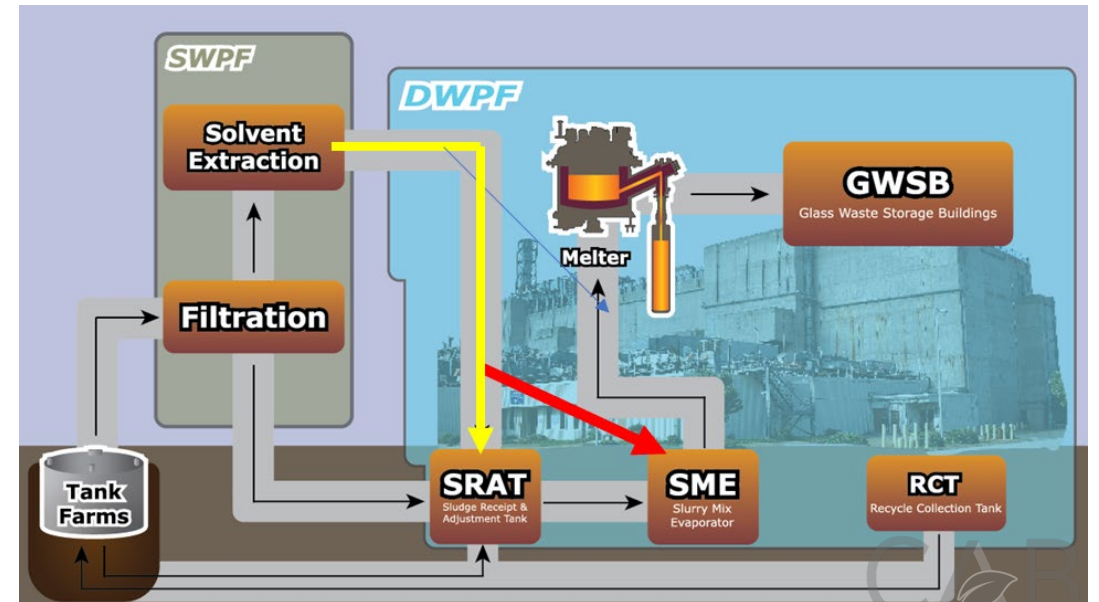 SWPF
Solvent
Extraction
Filtration
Tank
Farms
DWPF
Melter
GWSB
Glass Waste Storage Buildings
SRAT
Sludge Receipt &
Adjustment Tank
SME
Slurry Mix
Evaporator
RCT
Recycle Collection Tank